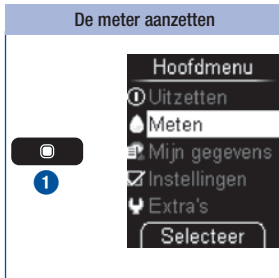 De meter aanzetten
Hoofdmenu
Uitzetten
Meten
Mijn gegevens
Instellingen
Extra's
Selecteer
1